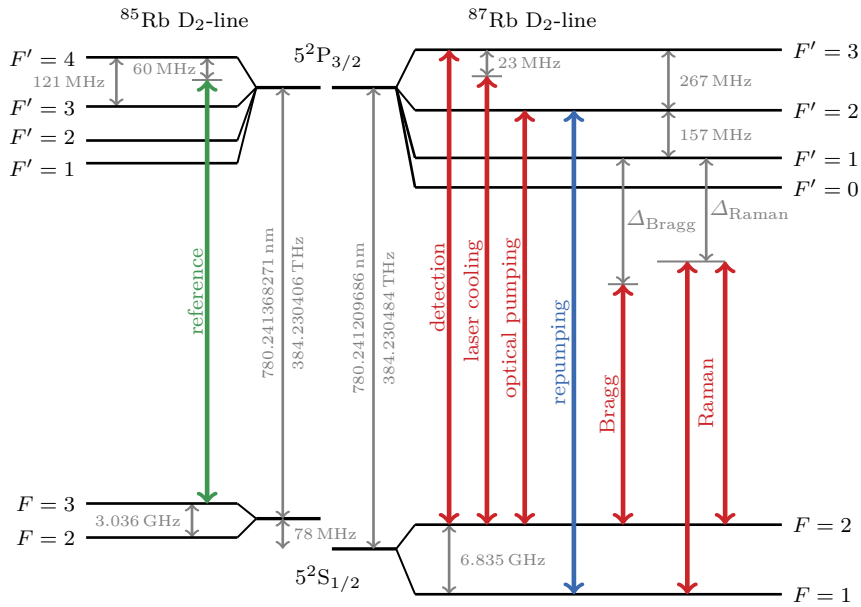 ⁸⁵Rb D₂-line
⁸⁷Rb D₂-line
F′ = 4
60 MHz
121 MHz
F′ = 3
F′ = 2
F′ = 1
5²P₃/₂
23 MHz
F′ = 3
267 MHz
F′ = 2
157 MHz
F′ = 1
F′ = 0
Δ_Bragg
Δ_Raman
reference
780.241368271 nm
384.230406 THz
780.241209686 nm
384.230484 THz
detection
laser cooling
optical pumping
repumping
Bragg
Raman
F = 3
3.036 GHz
F = 2
78 MHz
5²S₁/₂
F = 2
6.835 GHz
F = 1